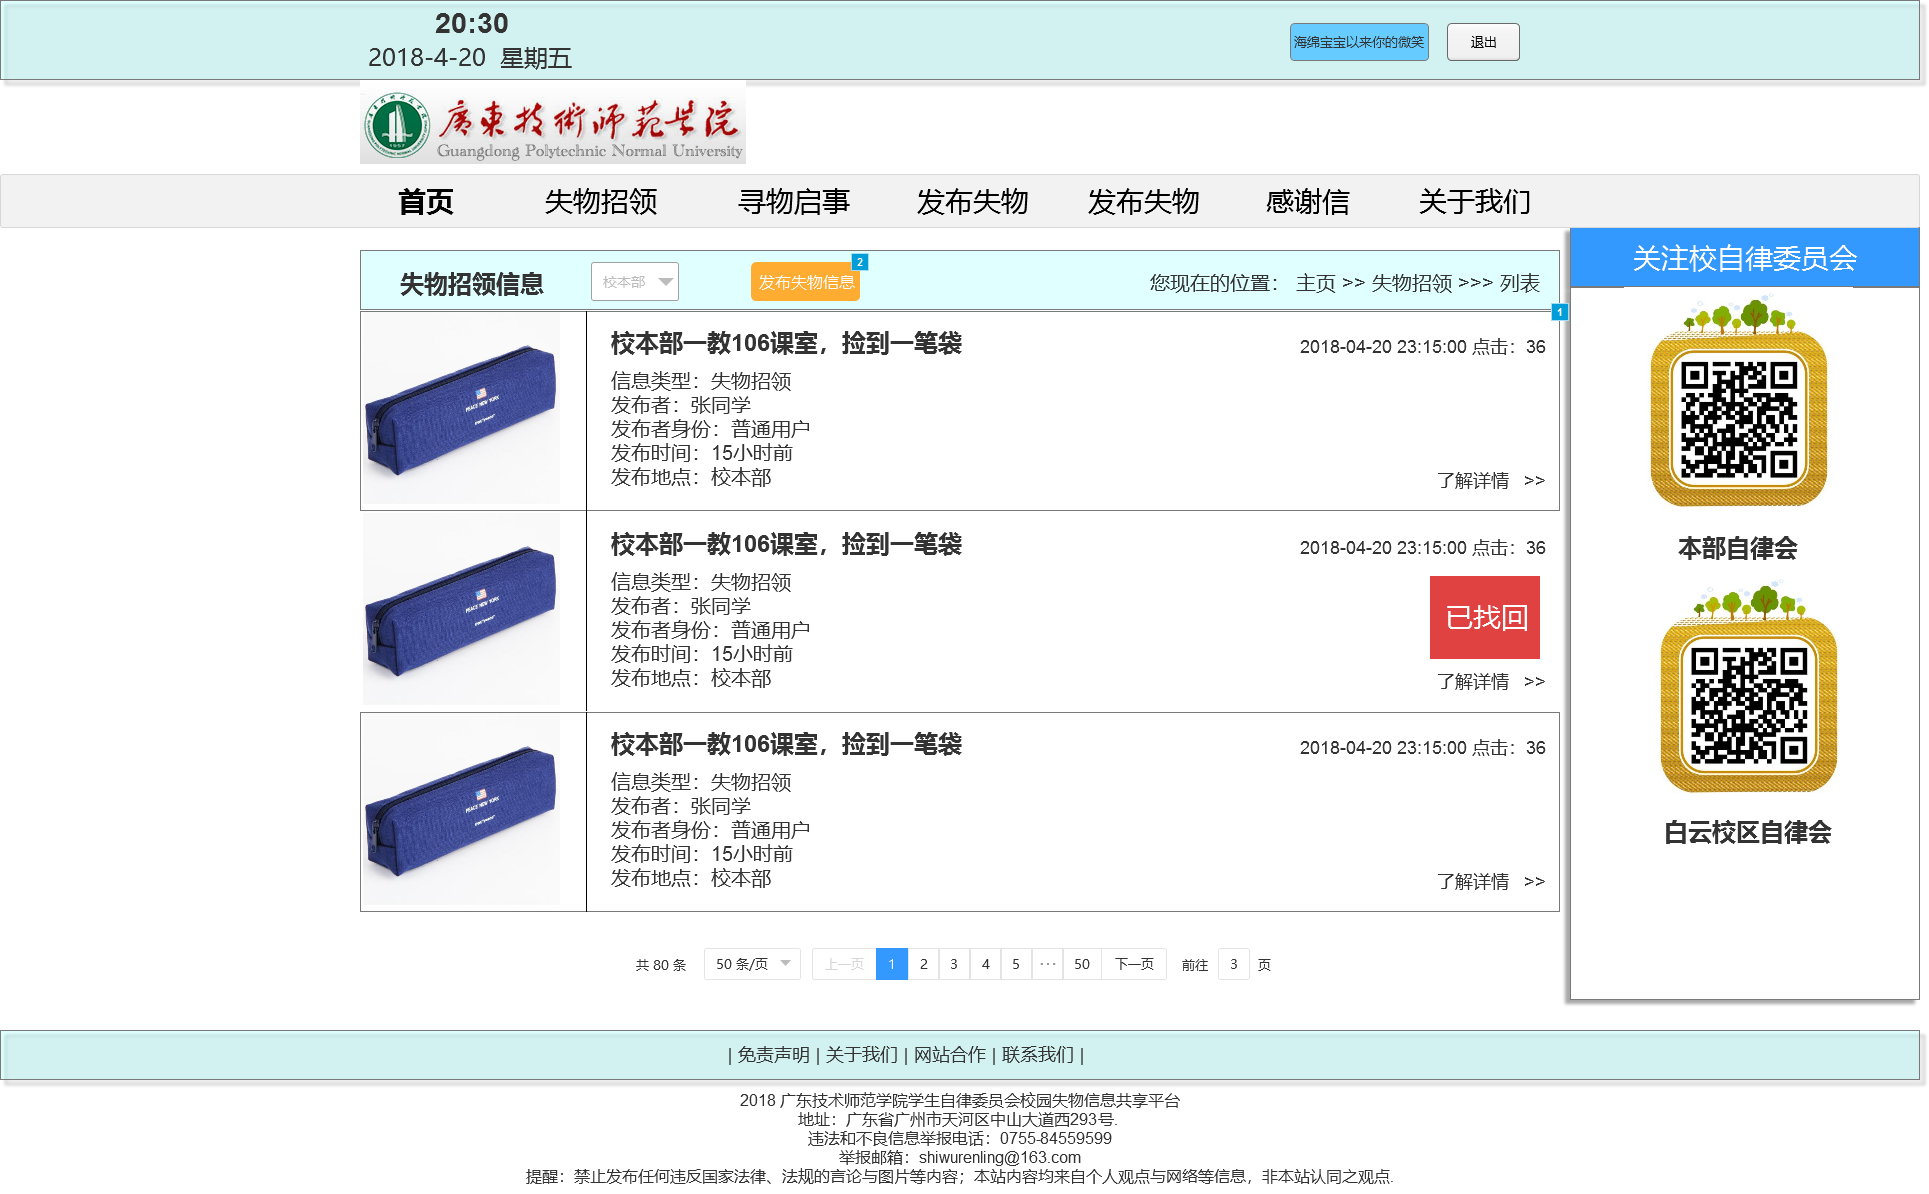 20:30
2018-4-20 星期五
海绵宝宝以来你的微笑
退出
廣東技術师范学院
Guangdong Polytechnic Normal University
首页 失物招领 寻物启事 发布失物 发布失物 感谢信 关于我们
失物招领信息 校本部 发布失物信息 2 您现在的位置： 主页 >> 失物招领 >>> 列表
1
校本部一教106课室，捡到一笔袋
2018-04-20 23:15:00 点击：36
信息类型：失物招领
发布者：张同学
发布者身份：普通用户
发布时间：15小时前
发布地点：校本部
了解详情 >>
PEACE NEW YORK
校本部一教106课室，捡到一笔袋
2018-04-20 23:15:00 点击：36
信息类型：失物招领
发布者：张同学
发布者身份：普通用户
发布时间：15小时前
发布地点：校本部
已找回
了解详情 >>
PEACE NEW YORK
校本部一教106课室，捡到一笔袋
2018-04-20 23:15:00 点击：36
信息类型：失物招领
发布者：张同学
发布者身份：普通用户
发布时间：15小时前
发布地点：校本部
了解详情 >>
PEACE NEW YORK
关注校自律委员会
本部自律会
白云校区自律会
共 80 条 50 条/页 上一页 1 2 3 4 5 ··· 50 下一页 前往 3 页
| 免责声明 | 关于我们 | 网站合作 | 联系我们 |
2018 广东技术师范学院学生自律委员会校园失物信息共享平台
地址：广东省广州市天河区中山大道西293号.
违法和不良信息举报电话：0755-84559599
举报邮箱：shiwurenling@163.com
提醒：禁止发布任何违反国家法律、法规的言论与图片等内容；本站内容均来自个人观点与网络等信息，非本站认同之观点.